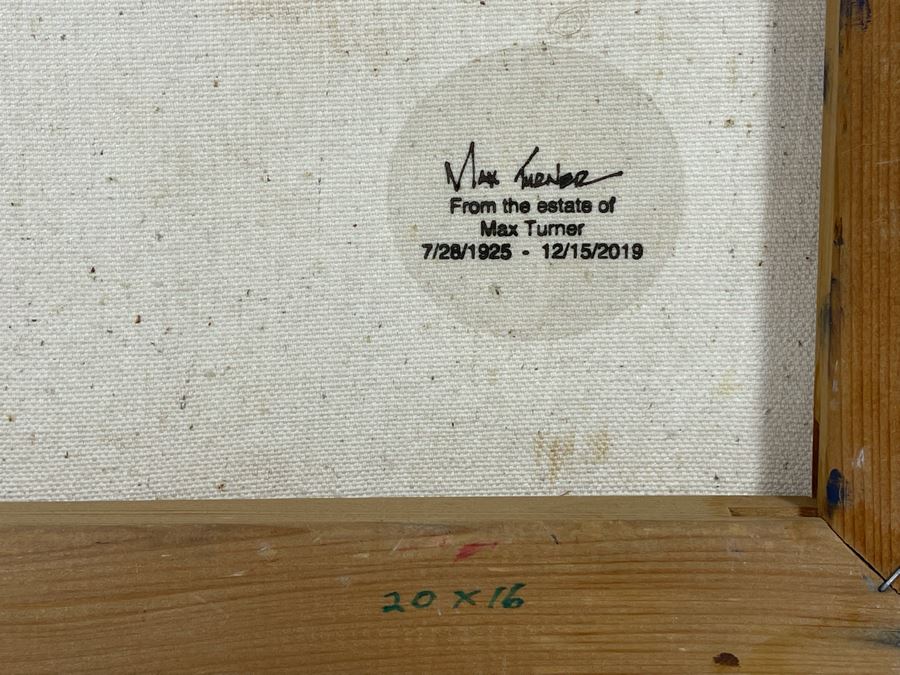 Max Turner
From the estate of
Max Turner
7/28/1925 - 12/15/2019
20 x 16